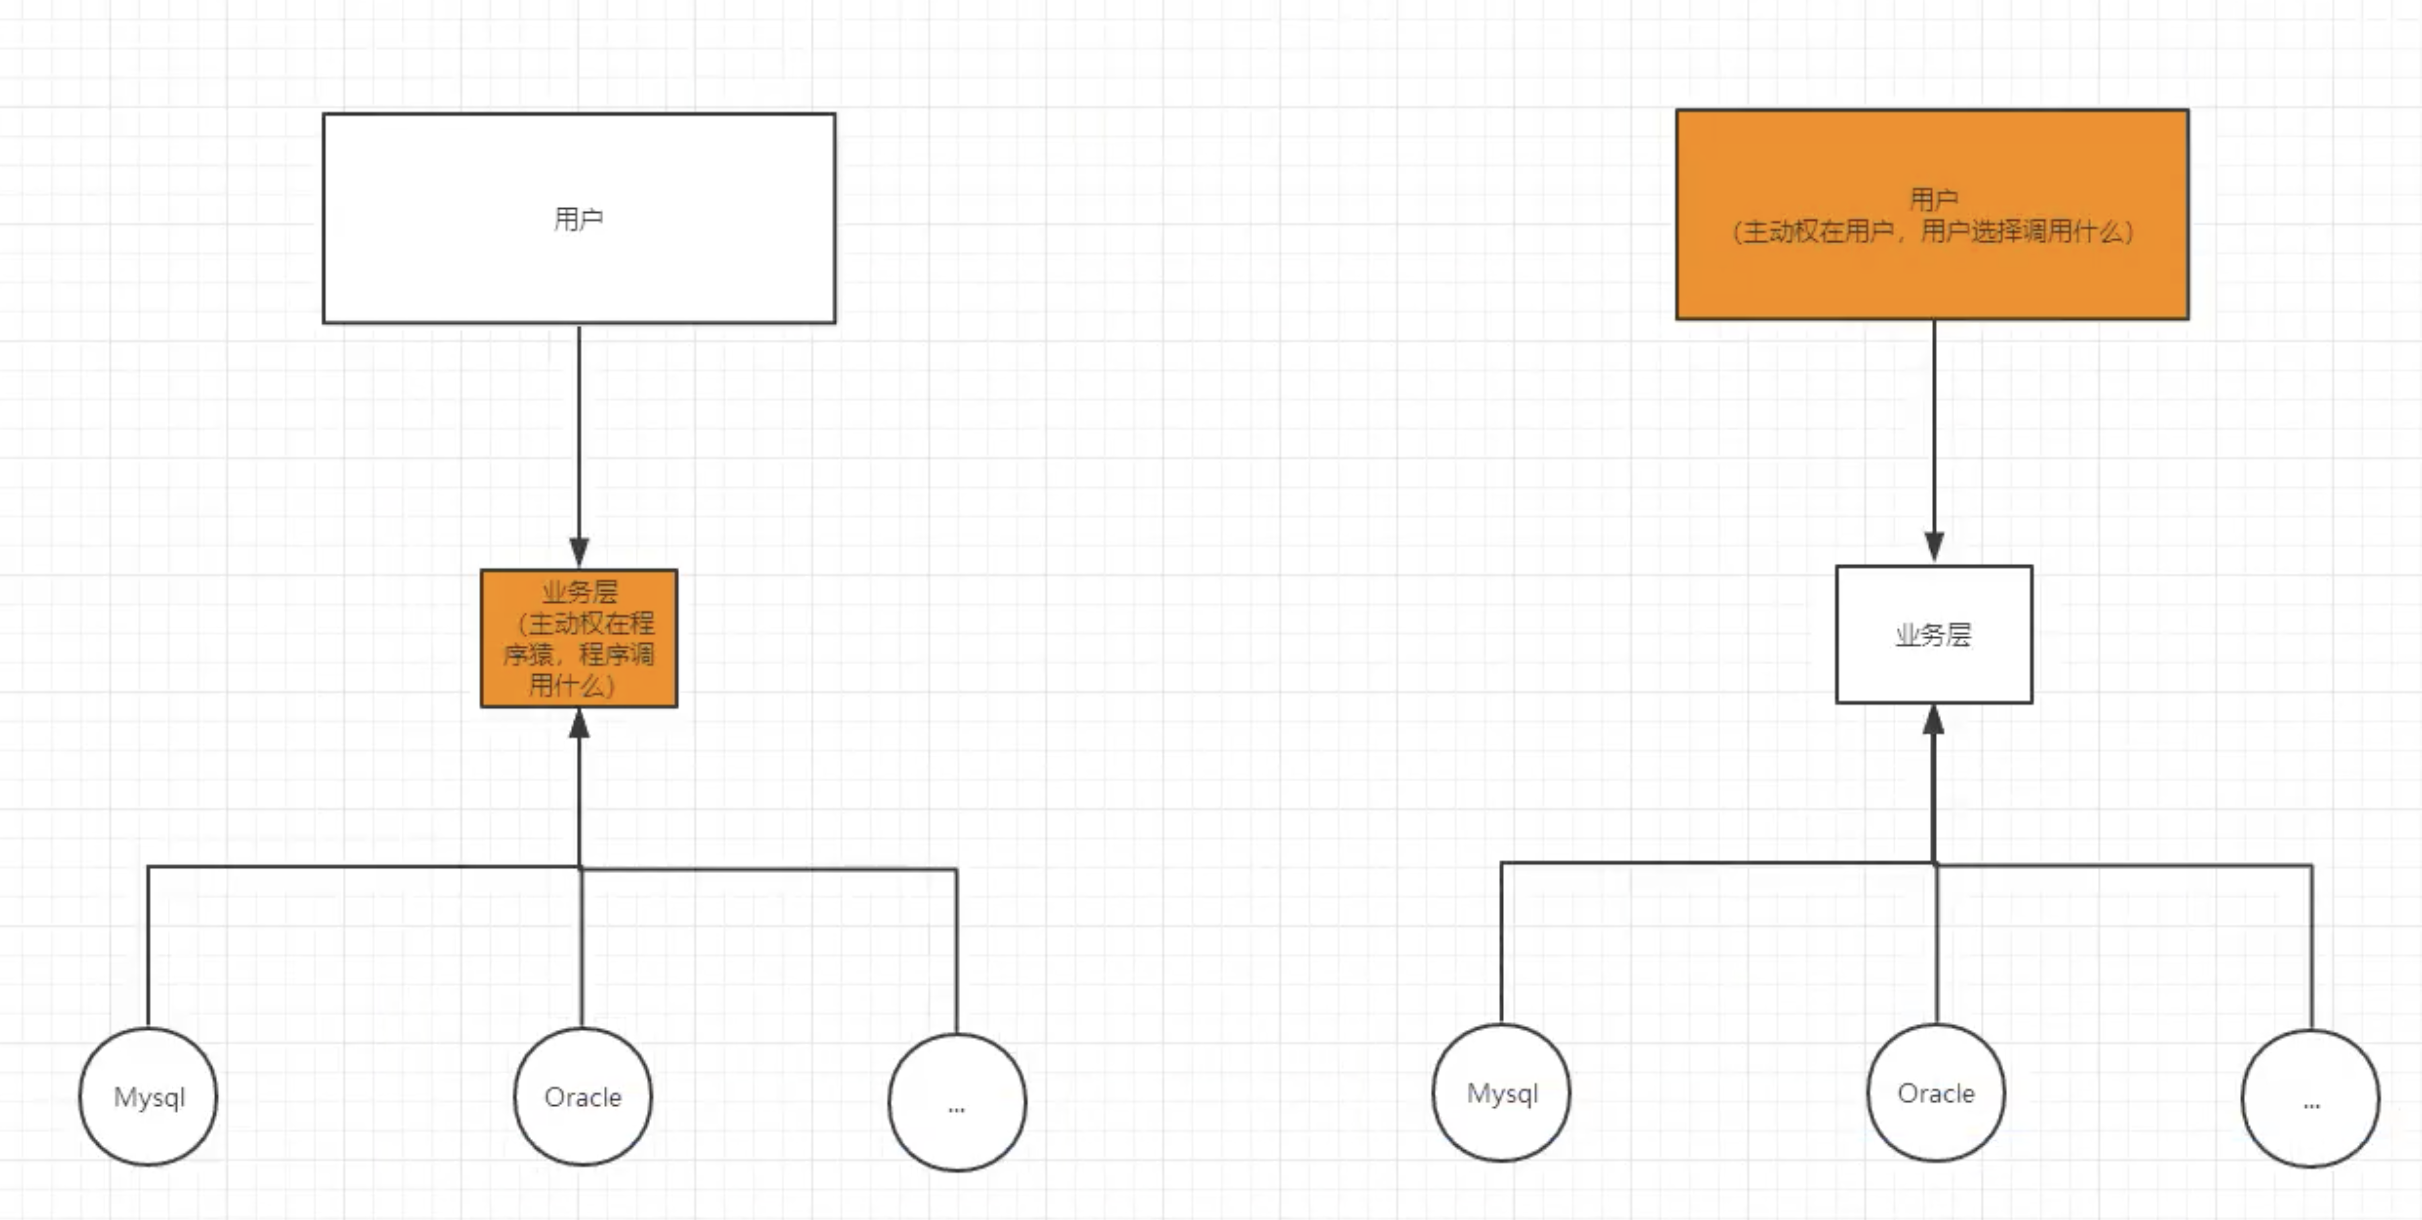 用户
业务层
（主动权在程
序猿，程序调
用什么）
Mysql
Oracle
...
用户
（主动权在用户，用户选择调用什么）
业务层
Mysql
Oracle
...